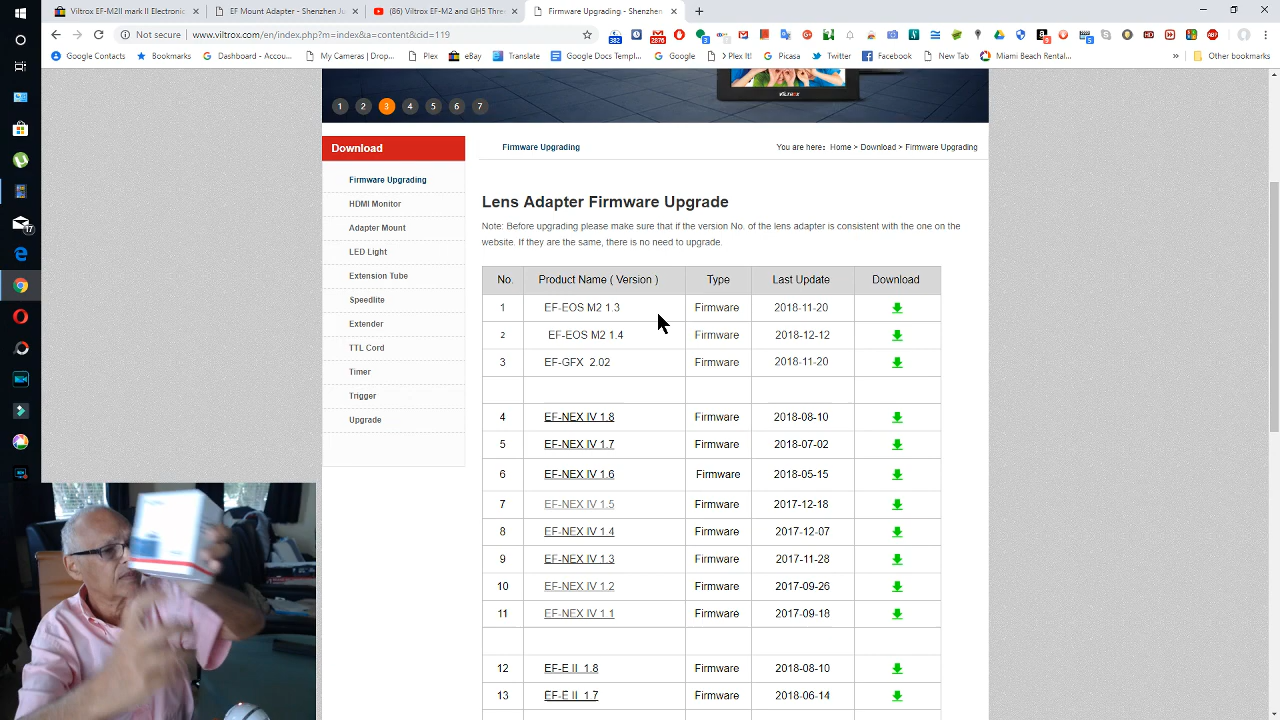 Viltrox EF-M2II mark II Electronic
EF Mount Adapter - Shenzhen Ju
(86) Viltrox EF-M2 and GH5 Thre
Firmware Upgrading - Shenzhen
Not secure | www.viltrox.com/en/index.php?m=index&a=content&cid=119
382
2876
Google Contacts
Bookmarks
Dashboard - Accou...
My Cameras | Drop...
Plex
eBay
Translate
Google Docs Templ...
Google
> Plex It!
Picasa
Twitter
Facebook
New Tab
Miami Beach Rental...
»
Other bookmarks
VILTROX
1 2 3 4 5 6 7
Download
Firmware Upgrading
HDMI Monitor
Adapter Mount
LED Light
Extension Tube
Speedlite
Extender
TTL Cord
Timer
Trigger
Upgrade
17
Firmware Upgrading
You are here: Home > Download > Firmware Upgrading
Lens Adapter Firmware Upgrade
Note: Before upgrading please make sure that if the version No. of the lens adapter is consistent with the one on the
website. If they are the same, there is no need to upgrade.
No. Product Name ( Version ) Type Last Update Download
1 EF-EOS M2 1.3 Firmware 2018-11-20
2 EF-EOS M2 1.4 Firmware 2018-12-12
3 EF-GFX 2.02 Firmware 2018-11-20
4 EF-NEX IV 1.8 Firmware 2018-08-10
5 EF-NEX IV 1.7 Firmware 2018-07-02
6 EF-NEX IV 1.6 Firmware 2018-05-15
7 EF-NEX IV 1.5 Firmware 2017-12-18
8 EF-NEX IV 1.4 Firmware 2017-12-07
9 EF-NEX IV 1.3 Firmware 2017-11-28
10 EF-NEX IV 1.2 Firmware 2017-09-26
11 EF-NEX IV 1.1 Firmware 2017-09-18
12 EF-E II 1.8 Firmware 2018-08-10
13 EF-E II 1.7 Firmware 2018-06-14